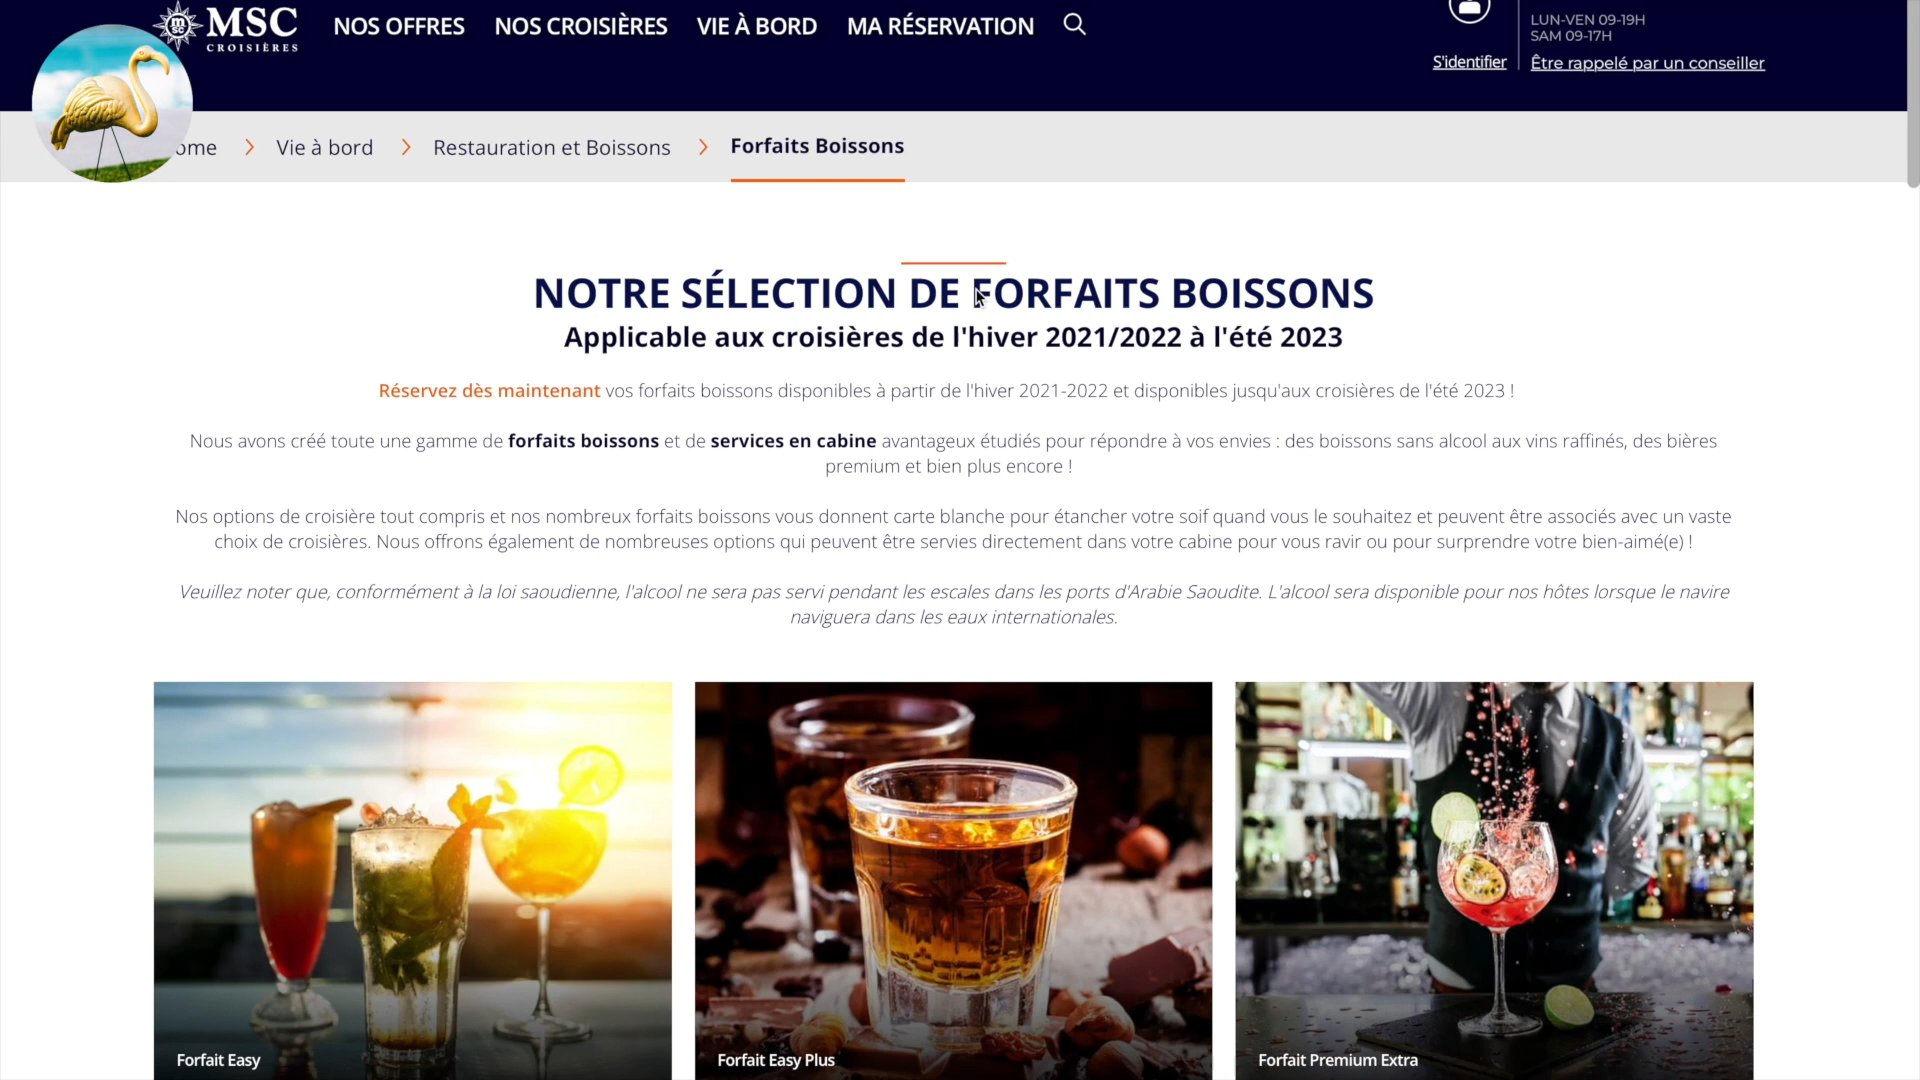 MSC
CROISIÈRES
NOS OFFRES
NOS CROISIÈRES
VIE À BORD
MA RÉSERVATION
LUN-VEN 09-19H
SAM 09-17H
S'identifier
Être rappelé par un conseiller
ome
Vie à bord
Restauration et Boissons
Forfaits Boissons
NOTRE SÉLECTION DE FORFAITS BOISSONS
Applicable aux croisières de l'hiver 2021/2022 à l'été 2023
Réservez dès maintenant vos forfaits boissons disponibles à partir de l'hiver 2021-2022 et disponibles jusqu'aux croisières de l'été 2023 !
Nous avons créé toute une gamme de forfaits boissons et de services en cabine avantageux étudiés pour répondre à vos envies : des boissons sans alcool aux vins raffinés, des bières
premium et bien plus encore !
Nos options de croisière tout compris et nos nombreux forfaits boissons vous donnent carte blanche pour étancher votre soif quand vous le souhaitez et peuvent être associés avec un vaste
choix de croisières. Nous offrons également de nombreuses options qui peuvent être servies directement dans votre cabine pour vous ravir ou pour surprendre votre bien-aimé(e) !
Veuillez noter que, conformément à la loi saoudienne, l'alcool ne sera pas servi pendant les escales dans les ports d'Arabie Saoudite. L'alcool sera disponible pour nos hôtes lorsque le navire
naviguera dans les eaux internationales.
Forfait Easy
Forfait Easy Plus
Forfait Premium Extra